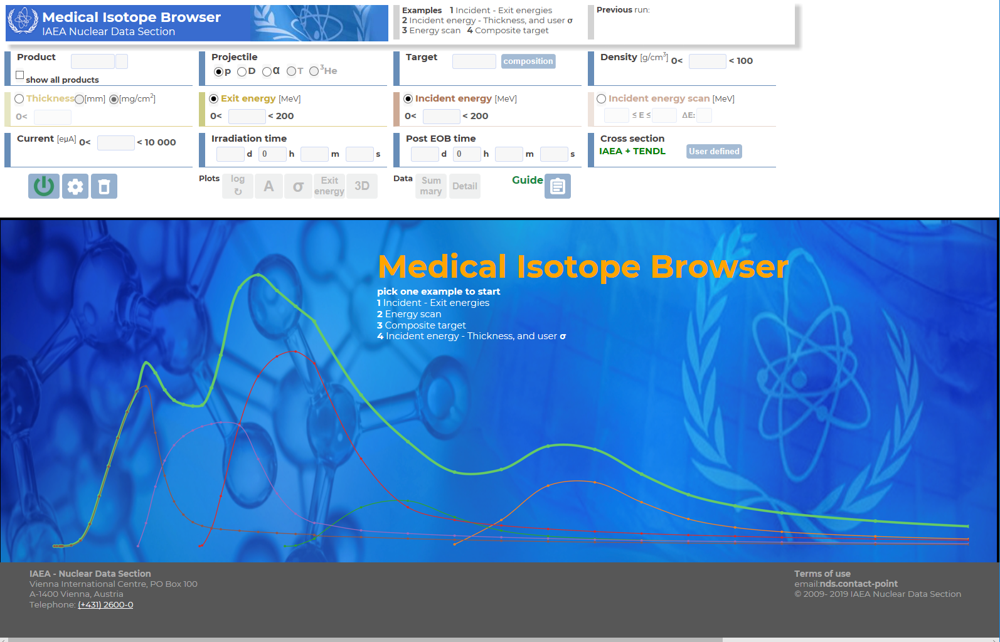 Medical Isotope Browser
IAEA Nuclear Data Section
Examples 1 Incident - Exit energies
2 Incident energy - Thickness, and user σ
3 Energy scan 4 Composite target
Previous run:
Product
show all products
Projectile
p D α T ³He
Target composition
Density [g/cm³] 0< < 100
Thickness [mm] [mg/cm²]
0<
Exit energy [MeV]
0< < 200
Incident energy [MeV]
0< < 200
Incident energy scan [MeV]
≤ E ≤ ΔE:
Current [eμA] 0< < 10 000
Irradiation time
d 0 h m s
Post EOB time
d 0 h m s
Cross section
IAEA + TENDL User defined
Plots log ↻ A σ Exit energy 3D
Data Sum mary Detail
Guide
Medical Isotope Browser
pick one example to start
1 Incident - Exit energies
2 Energy scan
3 Composite target
4 Incident energy - Thickness, and user σ
IAEA - Nuclear Data Section
Vienna International Centre, PO Box 100
A-1400 Vienna, Austria
Telephone: (+431) 2600-0
Terms of use
email:nds.contact-point
© 2009- 2019 IAEA Nuclear Data Section